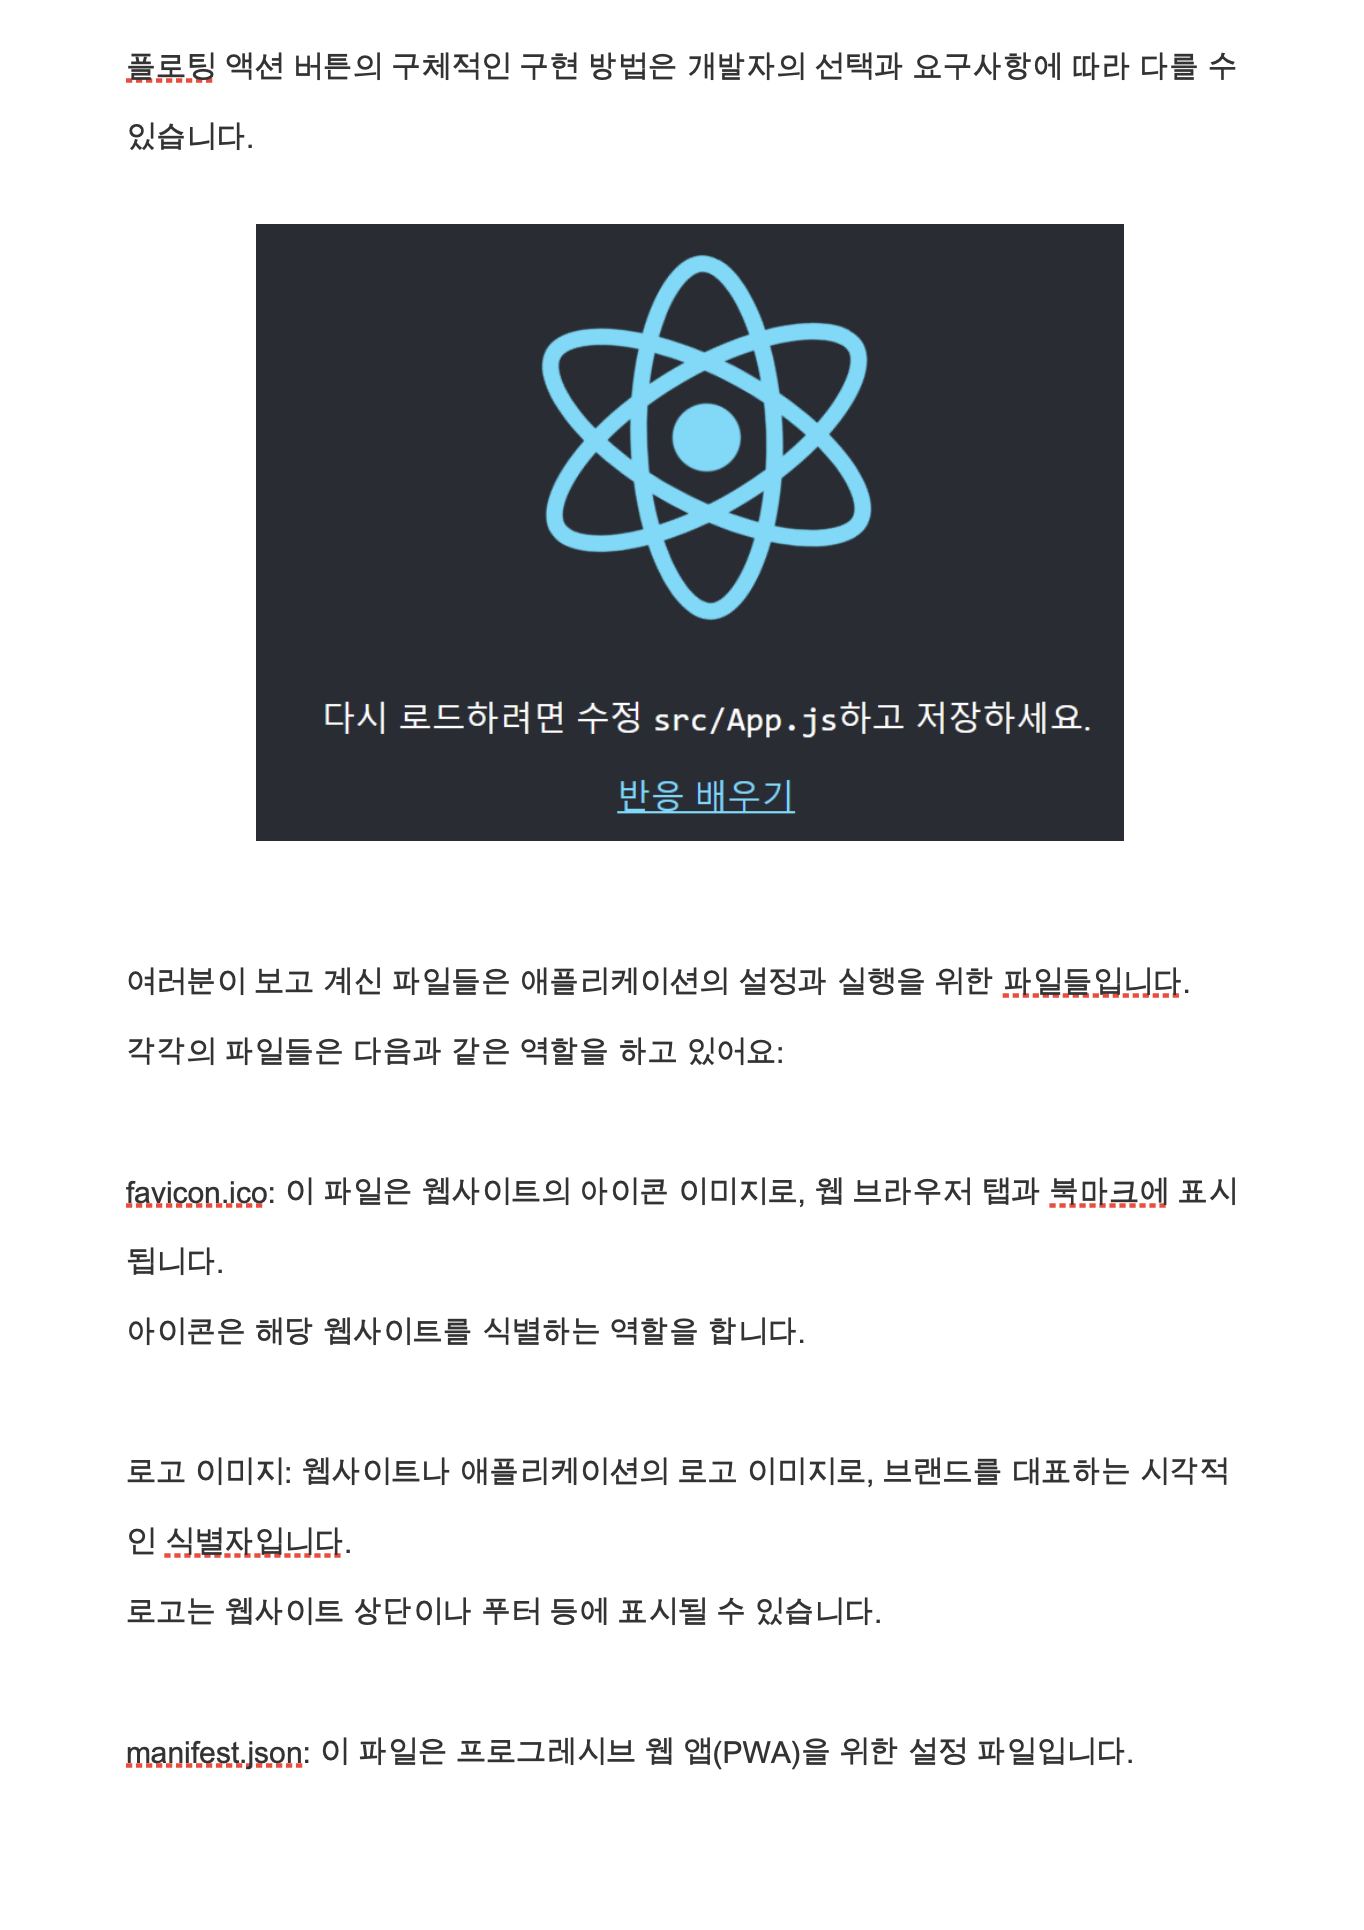 플로팅 액션 버튼의 구체적인 구현 방법은 개발자의 선택과 요구사항에 따라 다를 수
있습니다.
다시 로드하려면 수정 src/App.js하고 저장하세요.
반응 배우기
여러분이 보고 계신 파일들은 애플리케이션의 설정과 실행을 위한 파일들입니다.
각각의 파일들은 다음과 같은 역할을 하고 있어요:
favicon.ico: 이 파일은 웹사이트의 아이콘 이미지로, 웹 브라우저 탭과 북마크에 표시
됩니다.
아이콘은 해당 웹사이트를 식별하는 역할을 합니다.
로고 이미지: 웹사이트나 애플리케이션의 로고 이미지로, 브랜드를 대표하는 시각적
인 식별자입니다.
로고는 웹사이트 상단이나 푸터 등에 표시될 수 있습니다.
manifest.json: 이 파일은 프로그레시브 웹 앱(PWA)을 위한 설정 파일입니다.